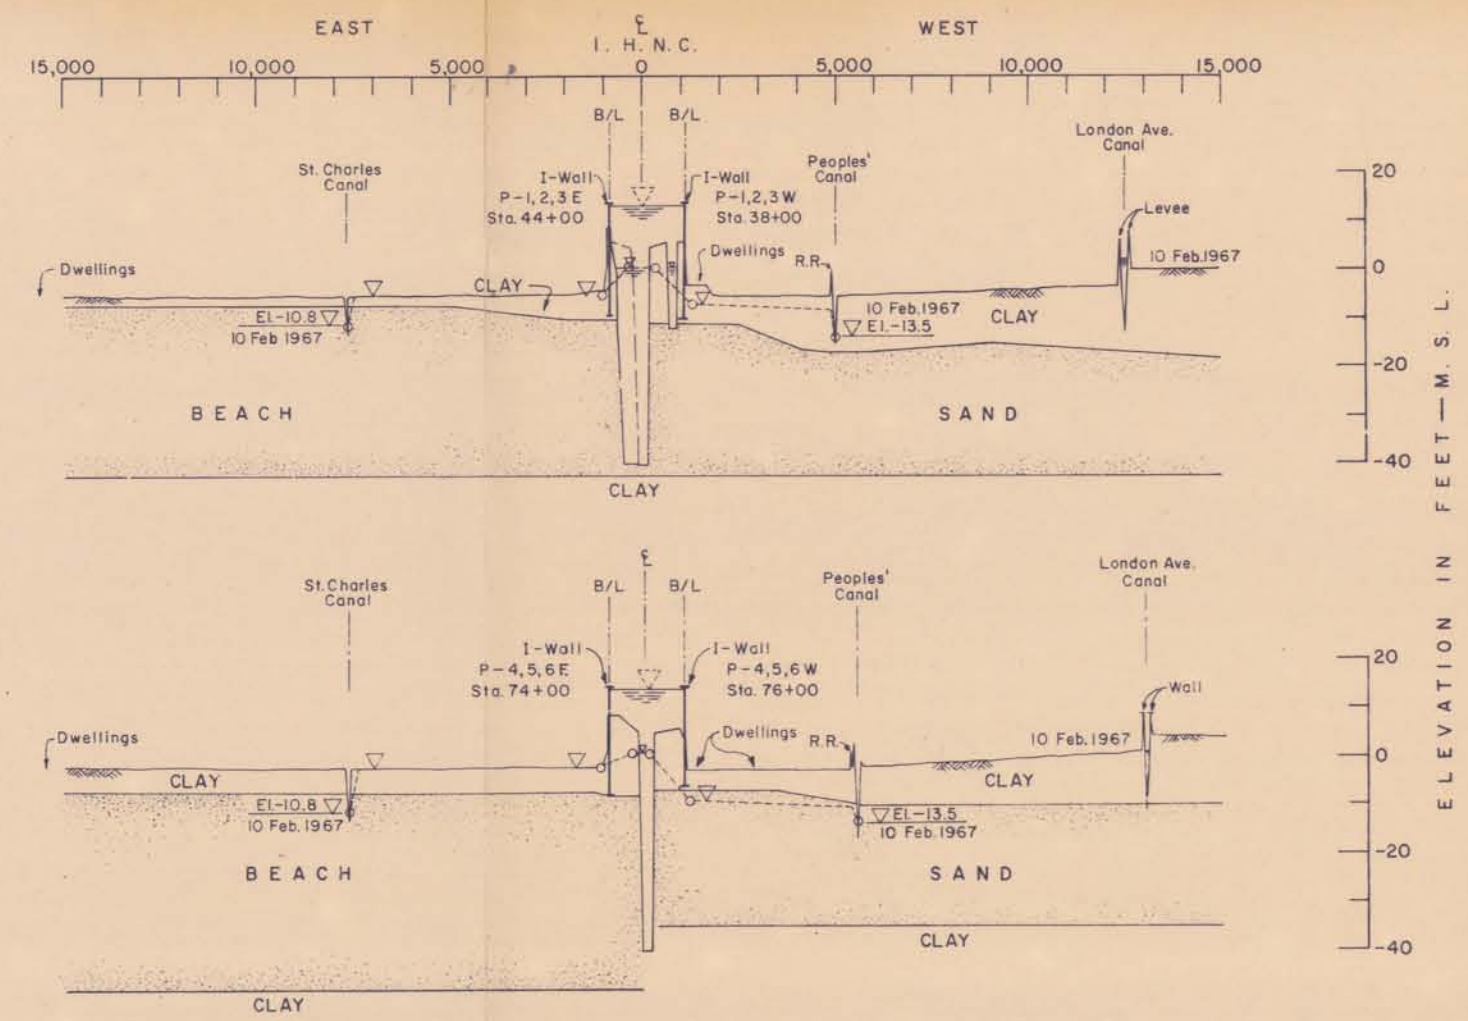 EAST
℄
I. H. N. C.
WEST
15,000 10,000 5,000 0 5,000 10,000 15,000
B/L B/L
London Ave.
Canal
St. Charles
Canal
Peoples'
Canal
I-Wall
P-1,2,3 E
Sta. 44+00
I-Wall
P-1,2,3 W
Sta. 38+00
Levee
Dwellings
Dwellings
R.R.
10 Feb. 1967
CLAY
El.-10.8
10 Feb 1967
10 Feb. 1967
El.-13.5
CLAY
BEACH SAND
CLAY
20
0
-20
-40
℄
St. Charles
Canal
B/L B/L
Peoples'
Canal
London Ave.
Canal
I-Wall
P-4,5,6 E
Sta. 74+00
I-Wall
P-4,5,6 W
Sta. 76+00
Wall
Dwellings
Dwellings
R.R.
10 Feb. 1967
CLAY
CLAY
El.-10.8
10 Feb. 1967
El.-13.5
10 Feb. 1967
BEACH SAND
CLAY
CLAY
20
0
-20
-40
ELEVATION IN FEET—M. S. L.